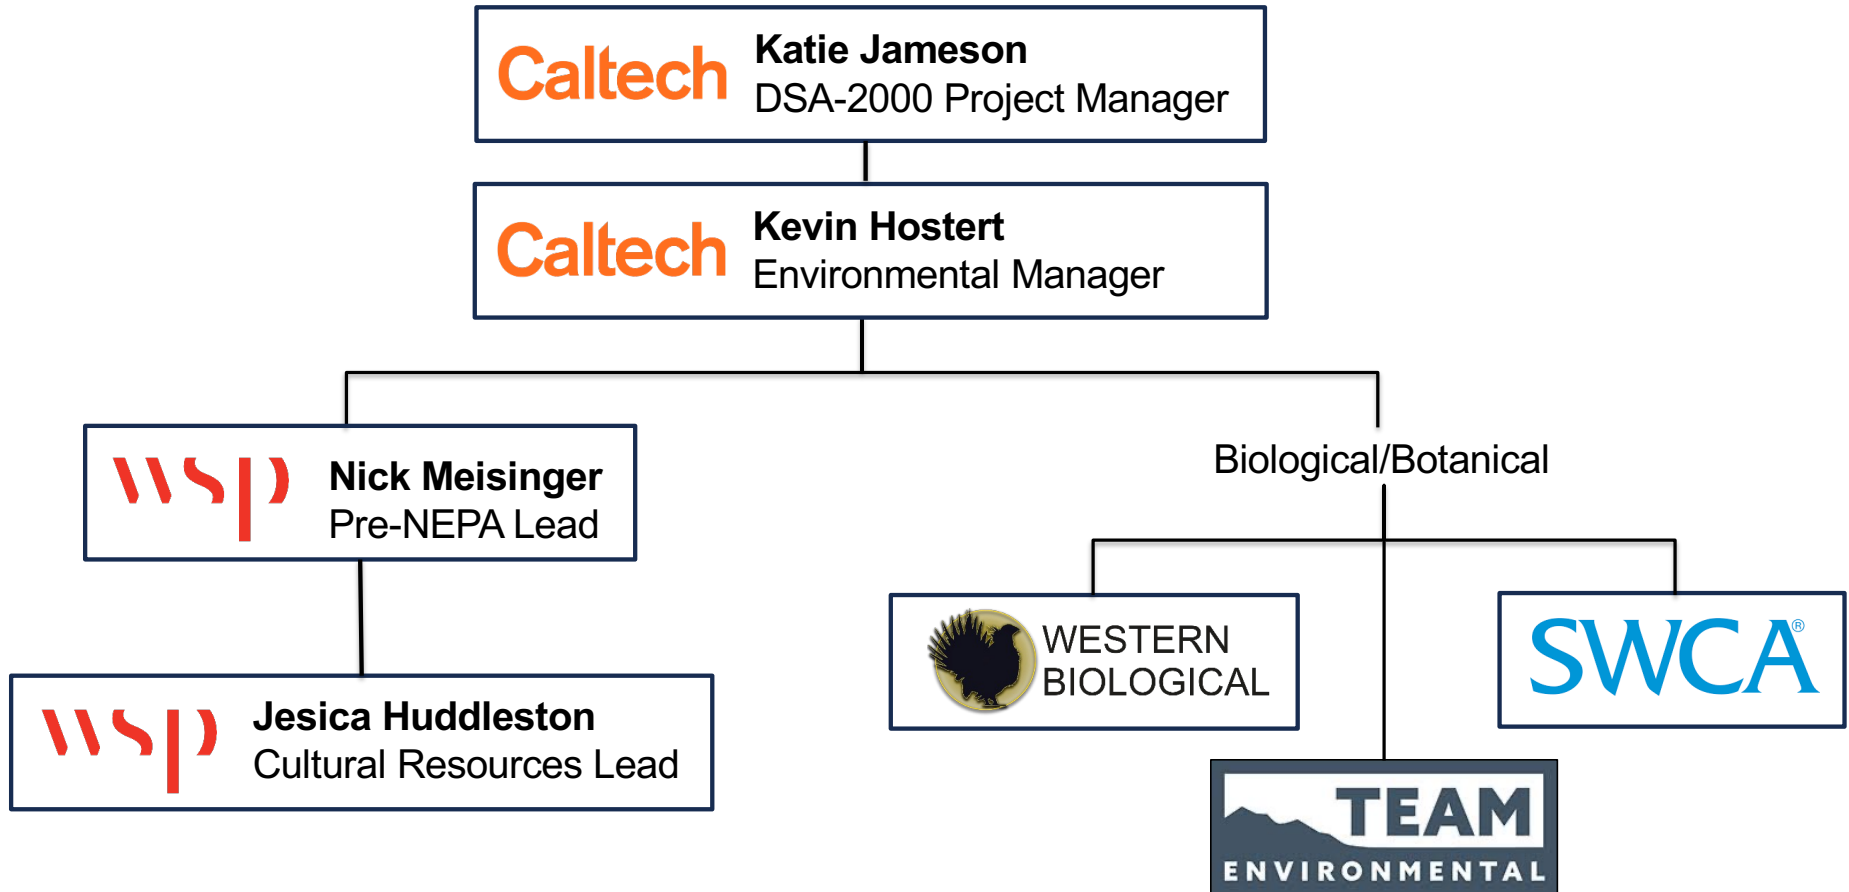 Caltech
Katie Jameson
DSA-2000 Project Manager
Caltech
Kevin Hostert
Environmental Manager
wsp
Nick Meisinger
Pre-NEPA Lead
Biological/Botanical
WESTERN
BIOLOGICAL
SWCA®
wsp
Jesica Huddleston
Cultural Resources Lead
TEAM
ENVIRONMENTAL